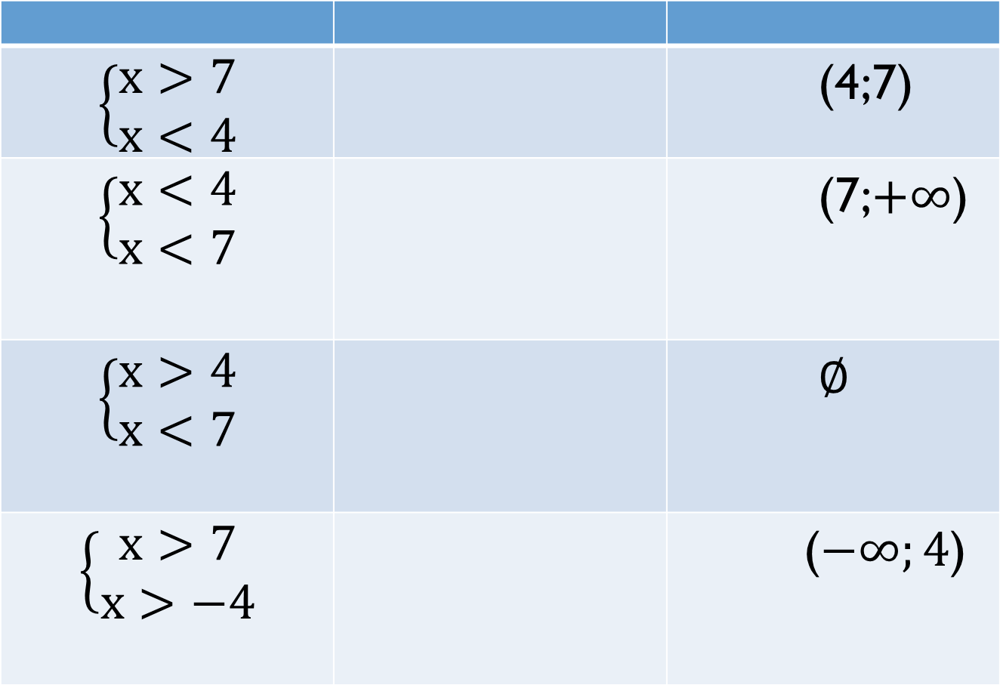 {x > 7
x < 4
(4;7)
{x < 4
x < 7
(7;+∞)
{x > 4
x < 7
∅
{x > 7
x > −4
(−∞; 4)